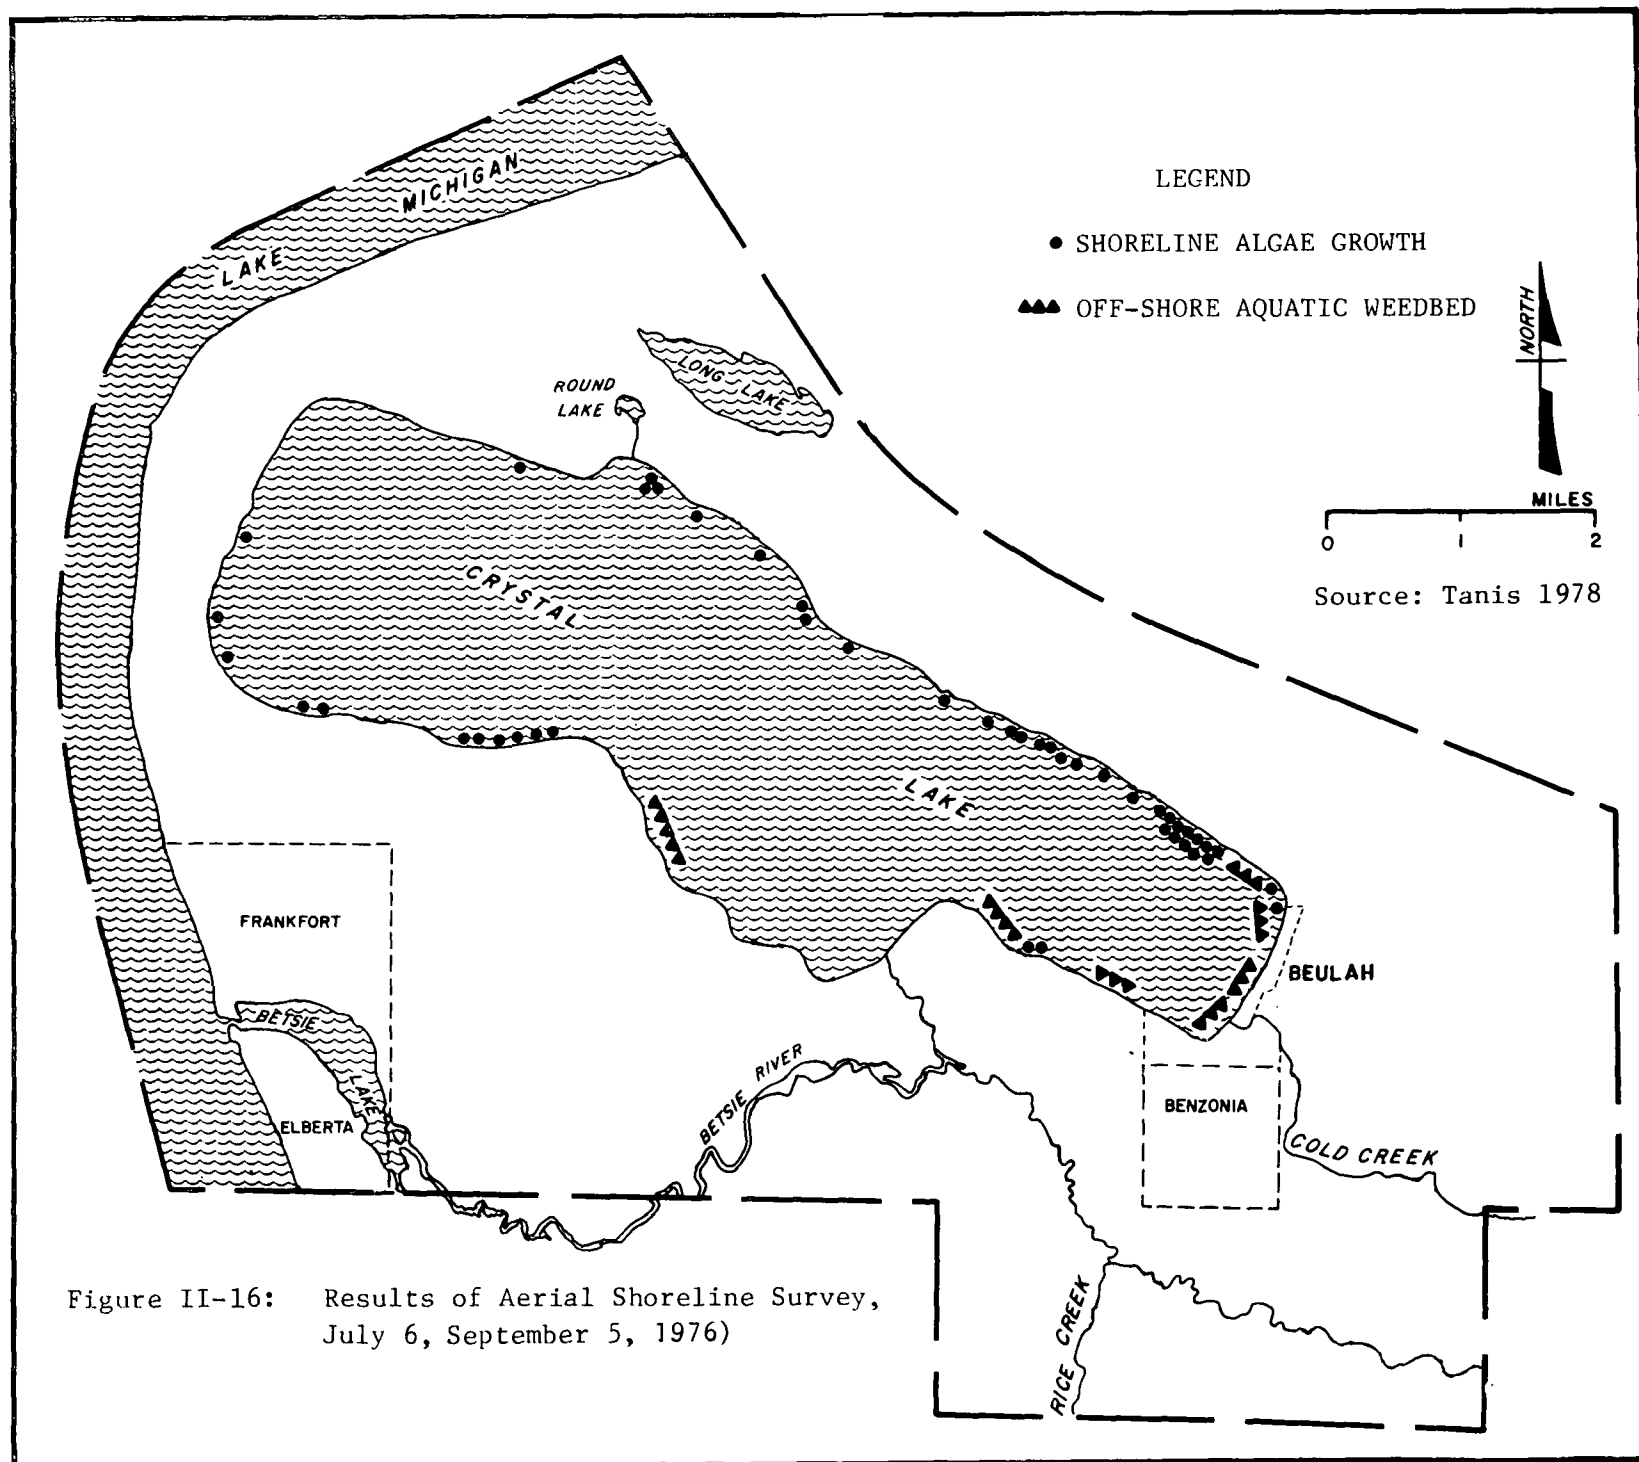 LEGEND
SHORELINE ALGAE GROWTH
OFF-SHORE AQUATIC WEEDBED
NORTH
MILES
0 1 2
Source: Tanis 1978
LAKE MICHIGAN
ROUND
LAKE
LONG LAKE
CRYSTAL
LAKE
FRANKFORT
BETSIE
LAKE
ELBERTA
BETSIE RIVER
BEULAH
BENZONIA
COLD CREEK
RICE CREEK
Figure II-16: Results of Aerial Shoreline Survey,
July 6, September 5, 1976)